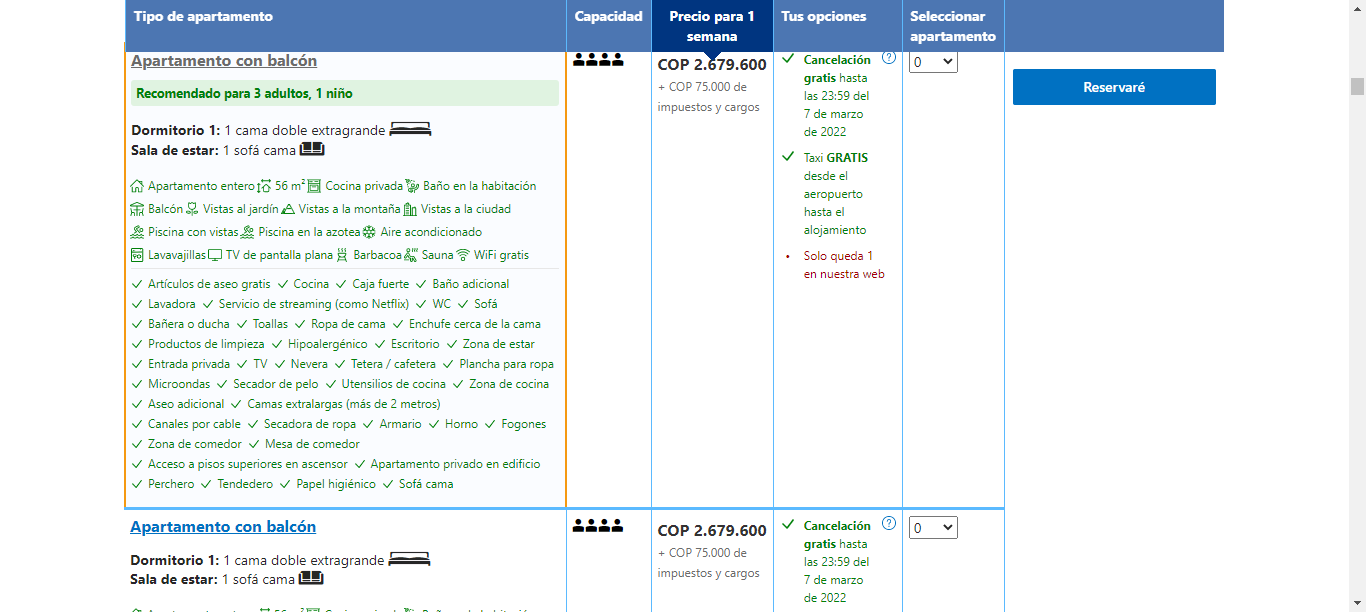 Tipo de apartamento
Capacidad
Precio para 1
semana
Tus opciones
Seleccionar
apartamento
Apartamento con balcón
Recomendado para 3 adultos, 1 niño
Dormitorio 1: 1 cama doble extragrande
Sala de estar: 1 sofá cama
Apartamento entero 56 m² Cocina privada Baño en la habitación
Balcón Vistas al jardín Vistas a la montaña Vistas a la ciudad
Piscina con vistas Piscina en la azotea Aire acondicionado
Lavavajillas TV de pantalla plana Barbacoa Sauna WiFi gratis
Artículos de aseo gratis Cocina Caja fuerte Baño adicional
Lavadora Servicio de streaming (como Netflix) WC Sofá
Bañera o ducha Toallas Ropa de cama Enchufe cerca de la cama
Productos de limpieza Hipoalergénico Escritorio Zona de estar
Entrada privada TV Nevera Tetera / cafetera Plancha para ropa
Microondas Secador de pelo Utensilios de cocina Zona de cocina
Aseo adicional Camas extralargas (más de 2 metros)
Canales por cable Secadora de ropa Armario Horno Fogones
Zona de comedor Mesa de comedor
Acceso a pisos superiores en ascensor Apartamento privado en edificio
Perchero Tendedero Papel higiénico Sofá cama
COP 2.679.600
+ COP 75.000 de
impuestos y cargos
Cancelación
gratis hasta
las 23:59 del
7 de marzo
de 2022
Taxi GRATIS
desde el
aeropuerto
hasta el
alojamiento
• Solo queda 1
en nuestra web
0
Reservaré
Apartamento con balcón
Dormitorio 1: 1 cama doble extragrande
Sala de estar: 1 sofá cama
COP 2.679.600
+ COP 75.000 de
impuestos y cargos
Cancelación
gratis hasta
las 23:59 del
7 de marzo
de 2022
0